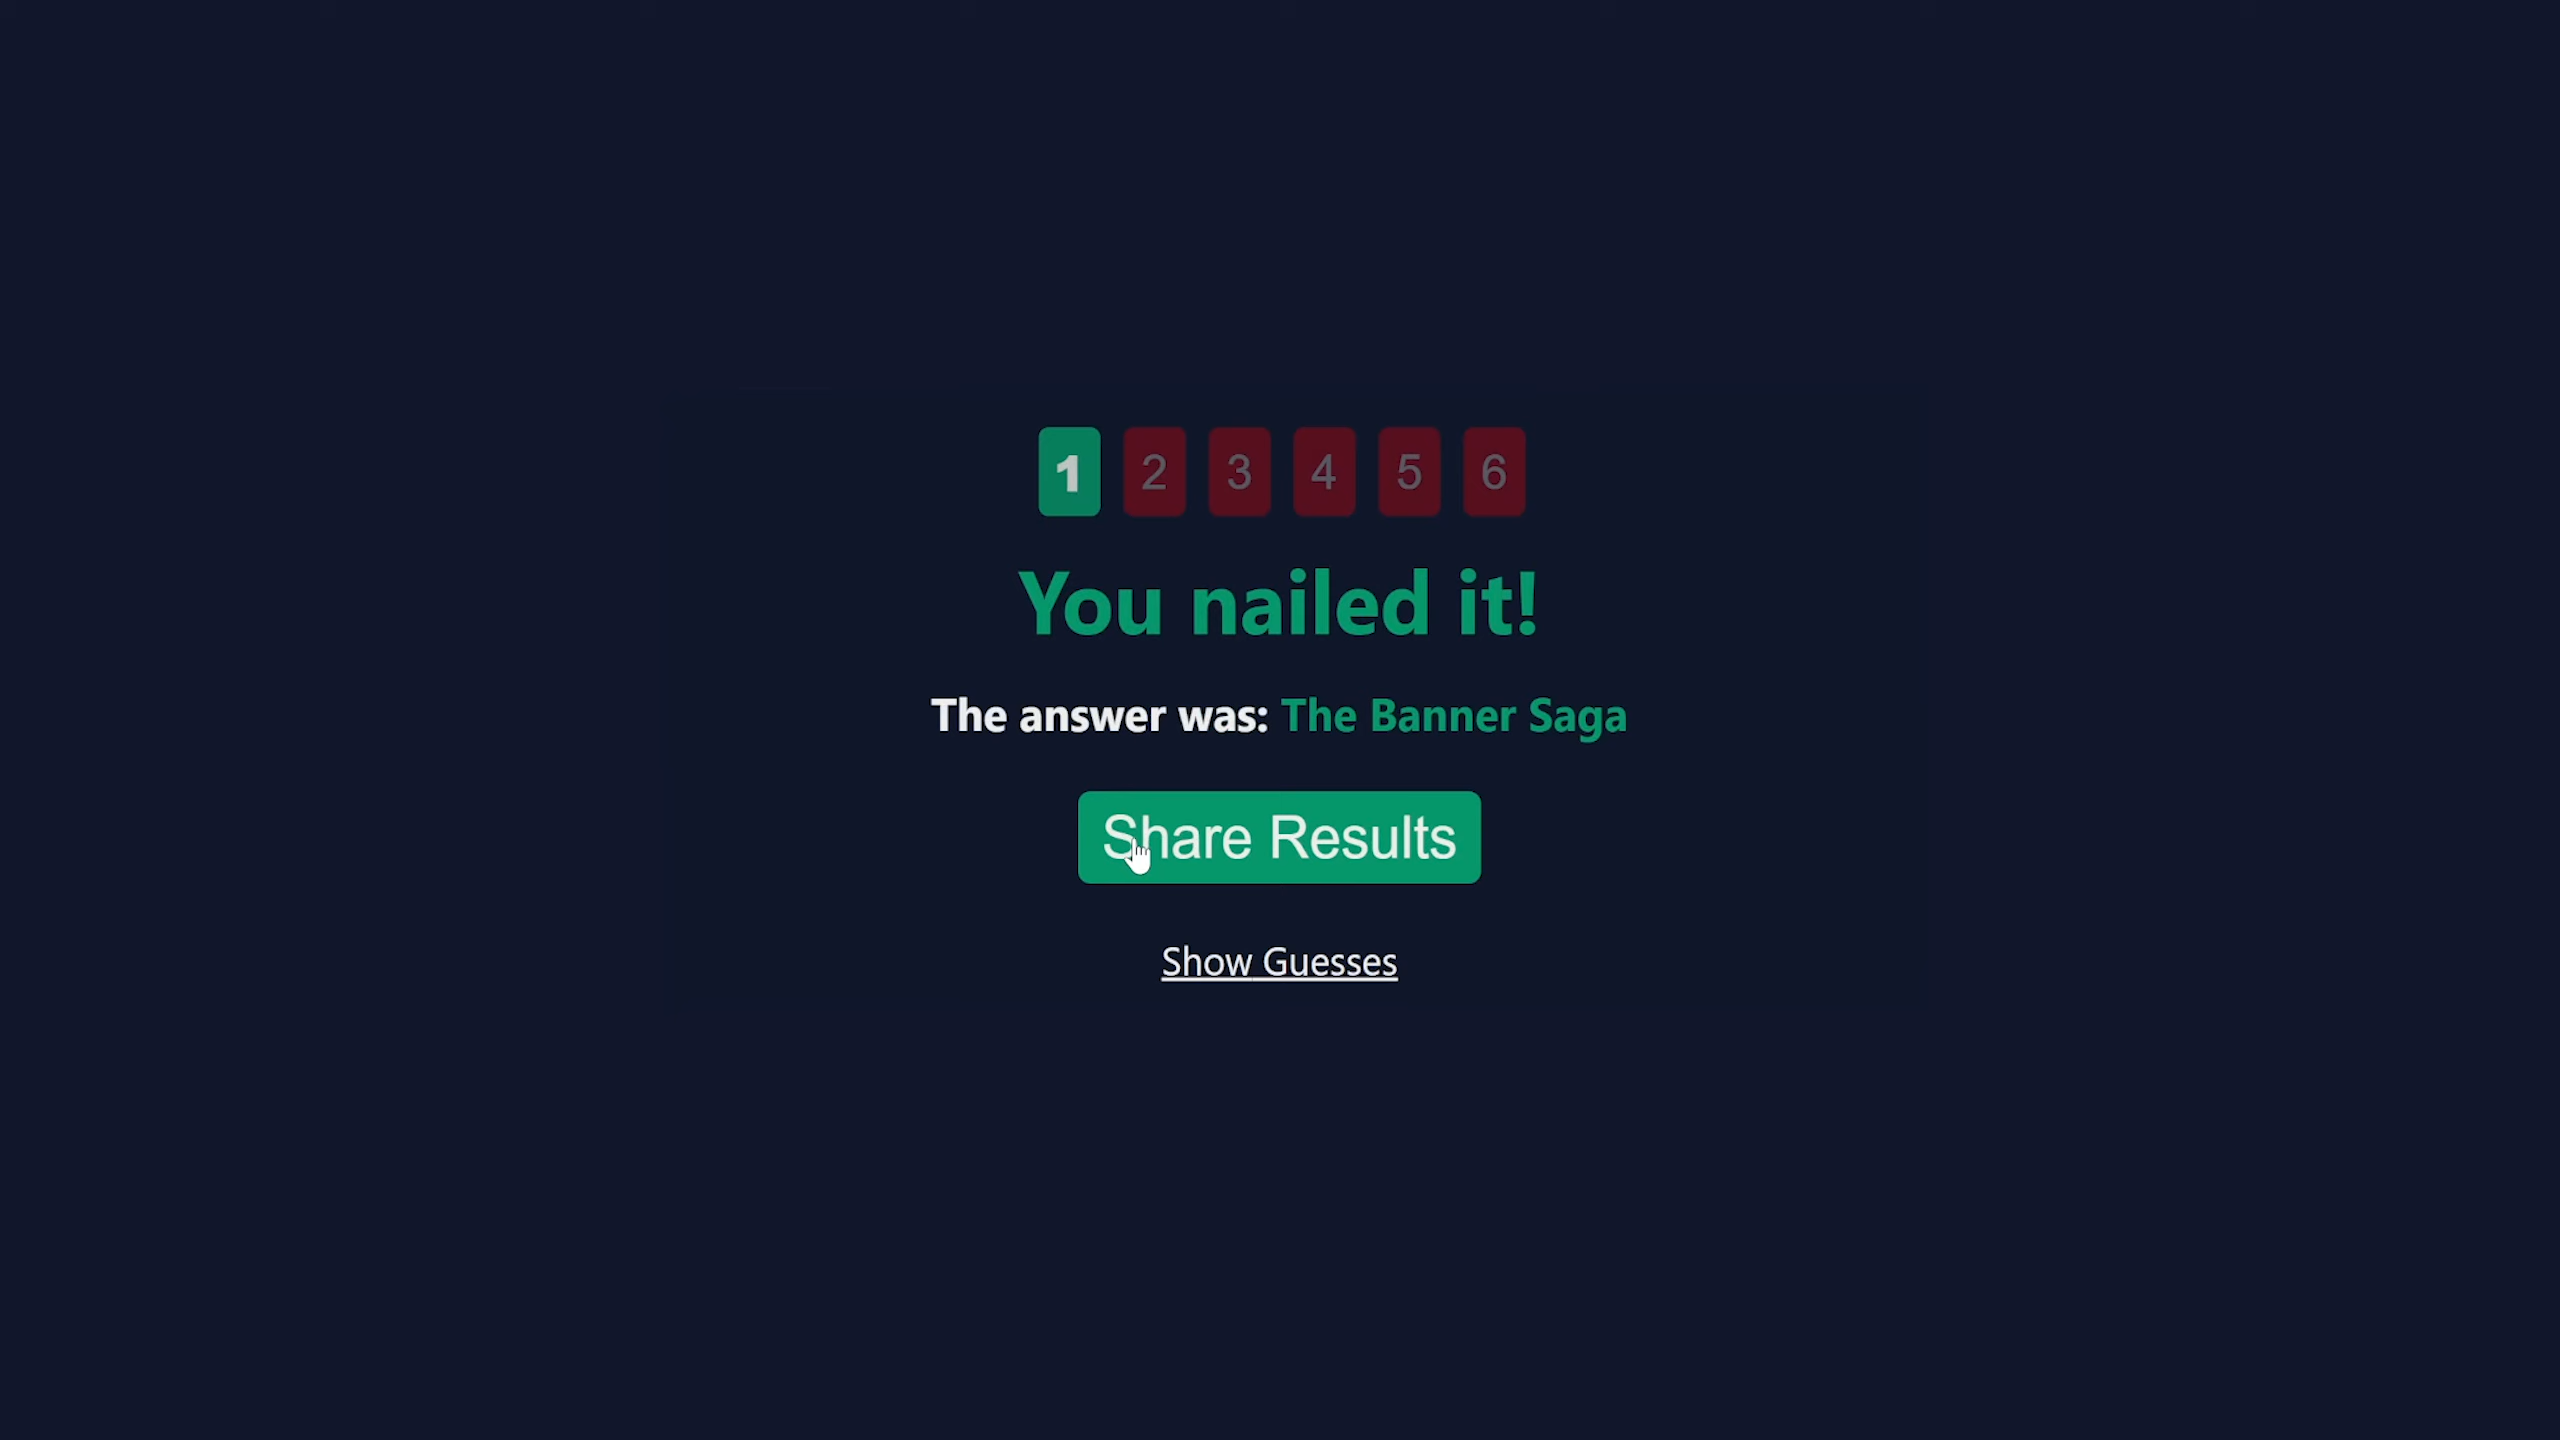 1 2 3 4 5 6
You nailed it!
The answer was: The Banner Saga
Share Results
Show Guesses